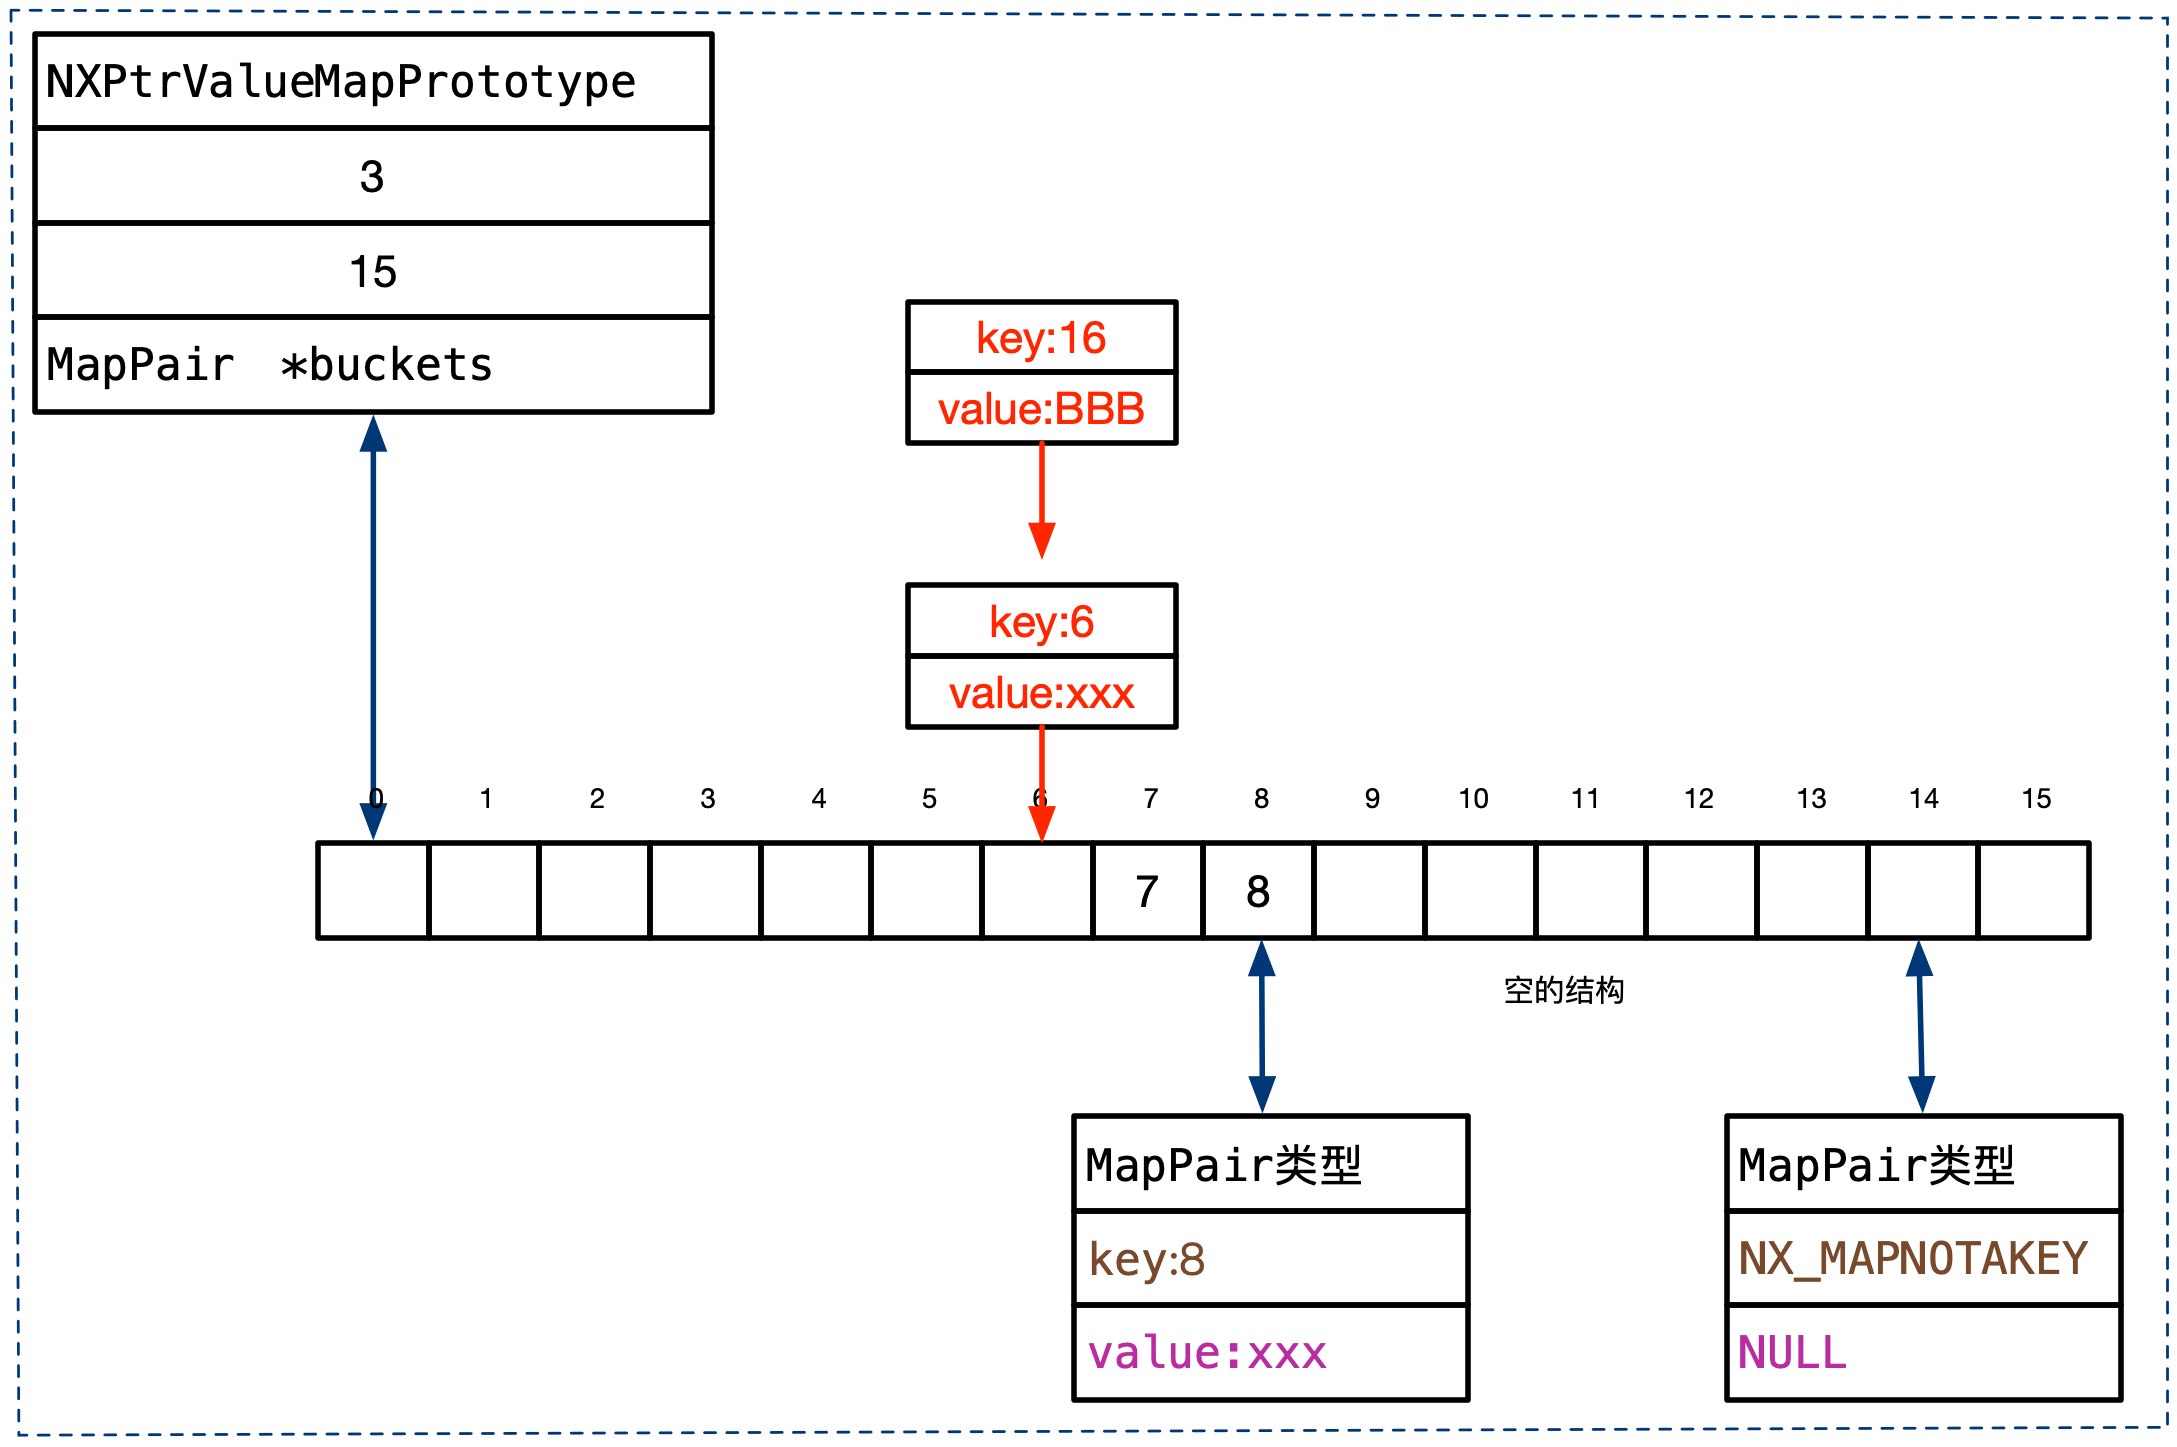 NXPtrValueMapPrototype
3
15
MapPair *buckets
key:16
value:BBB
key:6
value:xxx
0 1 2 3 4 5 6 7 8 9 10 11 12 13 14 15
7 8
空的结构
MapPair类型
key:8
value:xxx
MapPair类型
NX_MAPNOTAKEY
NULL